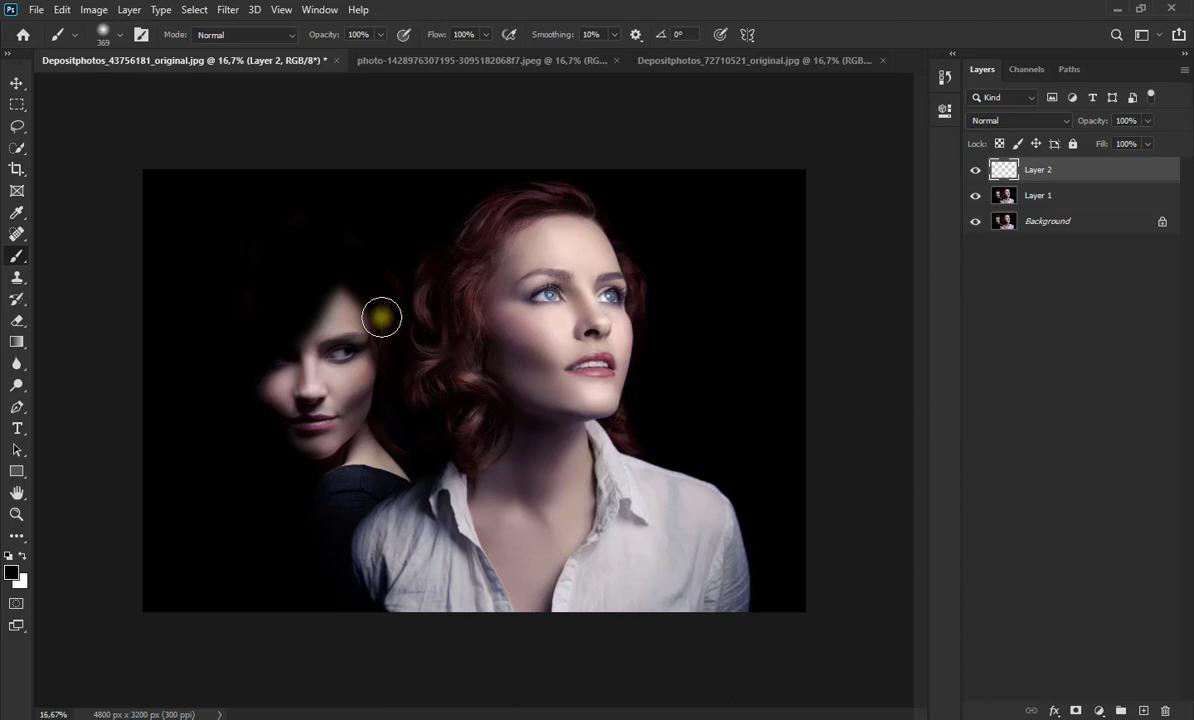 Ps File Edit Image Layer Type Select Filter 3D View Window Help
369 Mode: Normal Opacity: 100% Flow: 100% Smoothing: 10% 0°
Depositphotos_43756181_original.jpg @ 16,7% (Layer 2, RGB/8*) * × photo-1428976307195-3095182068f7.jpeg @ 16,7% (RG... × Depositphotos_72710521_original.jpg @ 16,7% (RGB... ×
Layers Channels Paths
Kind
Normal Opacity: 100%
Lock: Fill: 100%
Layer 2
Layer 1
Background
16,67% 4800 px x 3200 px (300 ppi)